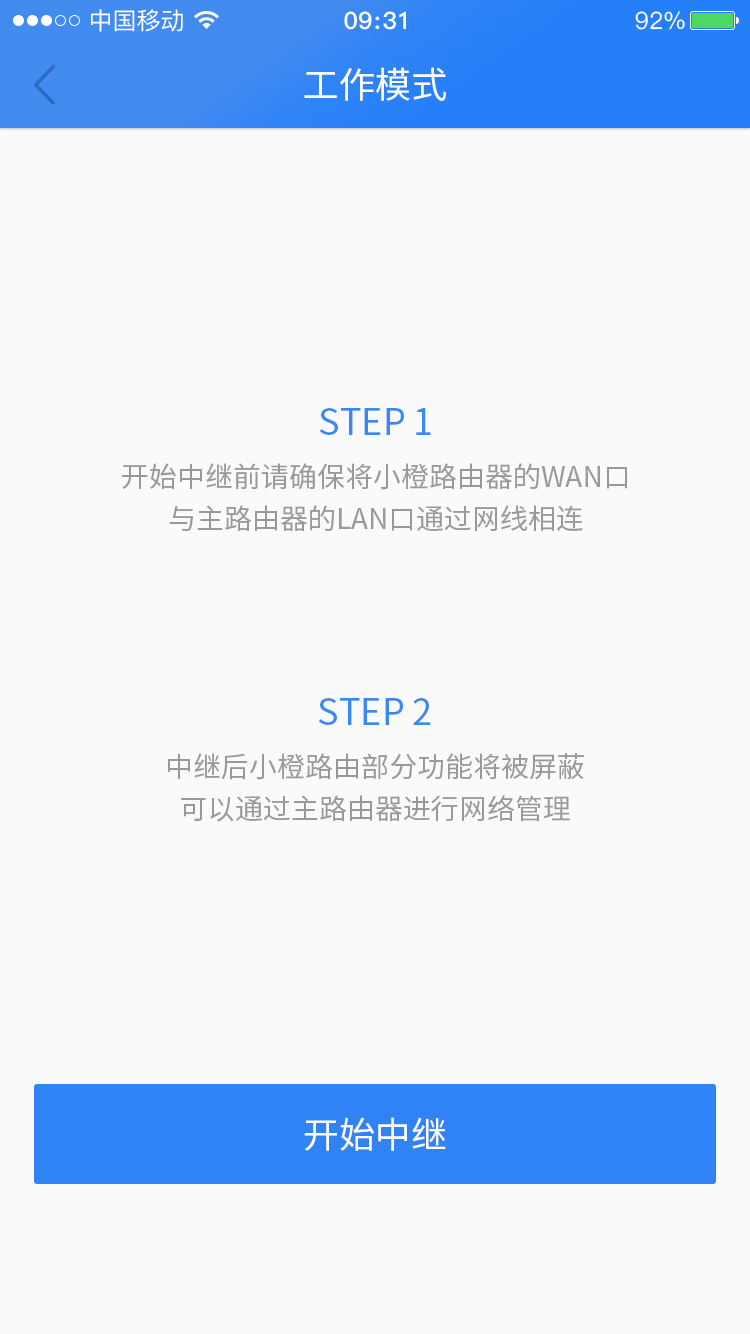 中国移动 09:31 92%
工作模式
STEP 1
开始中继前请确保将小橙路由器的WAN口
与主路由器的LAN口通过网线相连
STEP 2
中继后小橙路由部分功能将被屏蔽
可以通过主路由器进行网络管理
开始中继